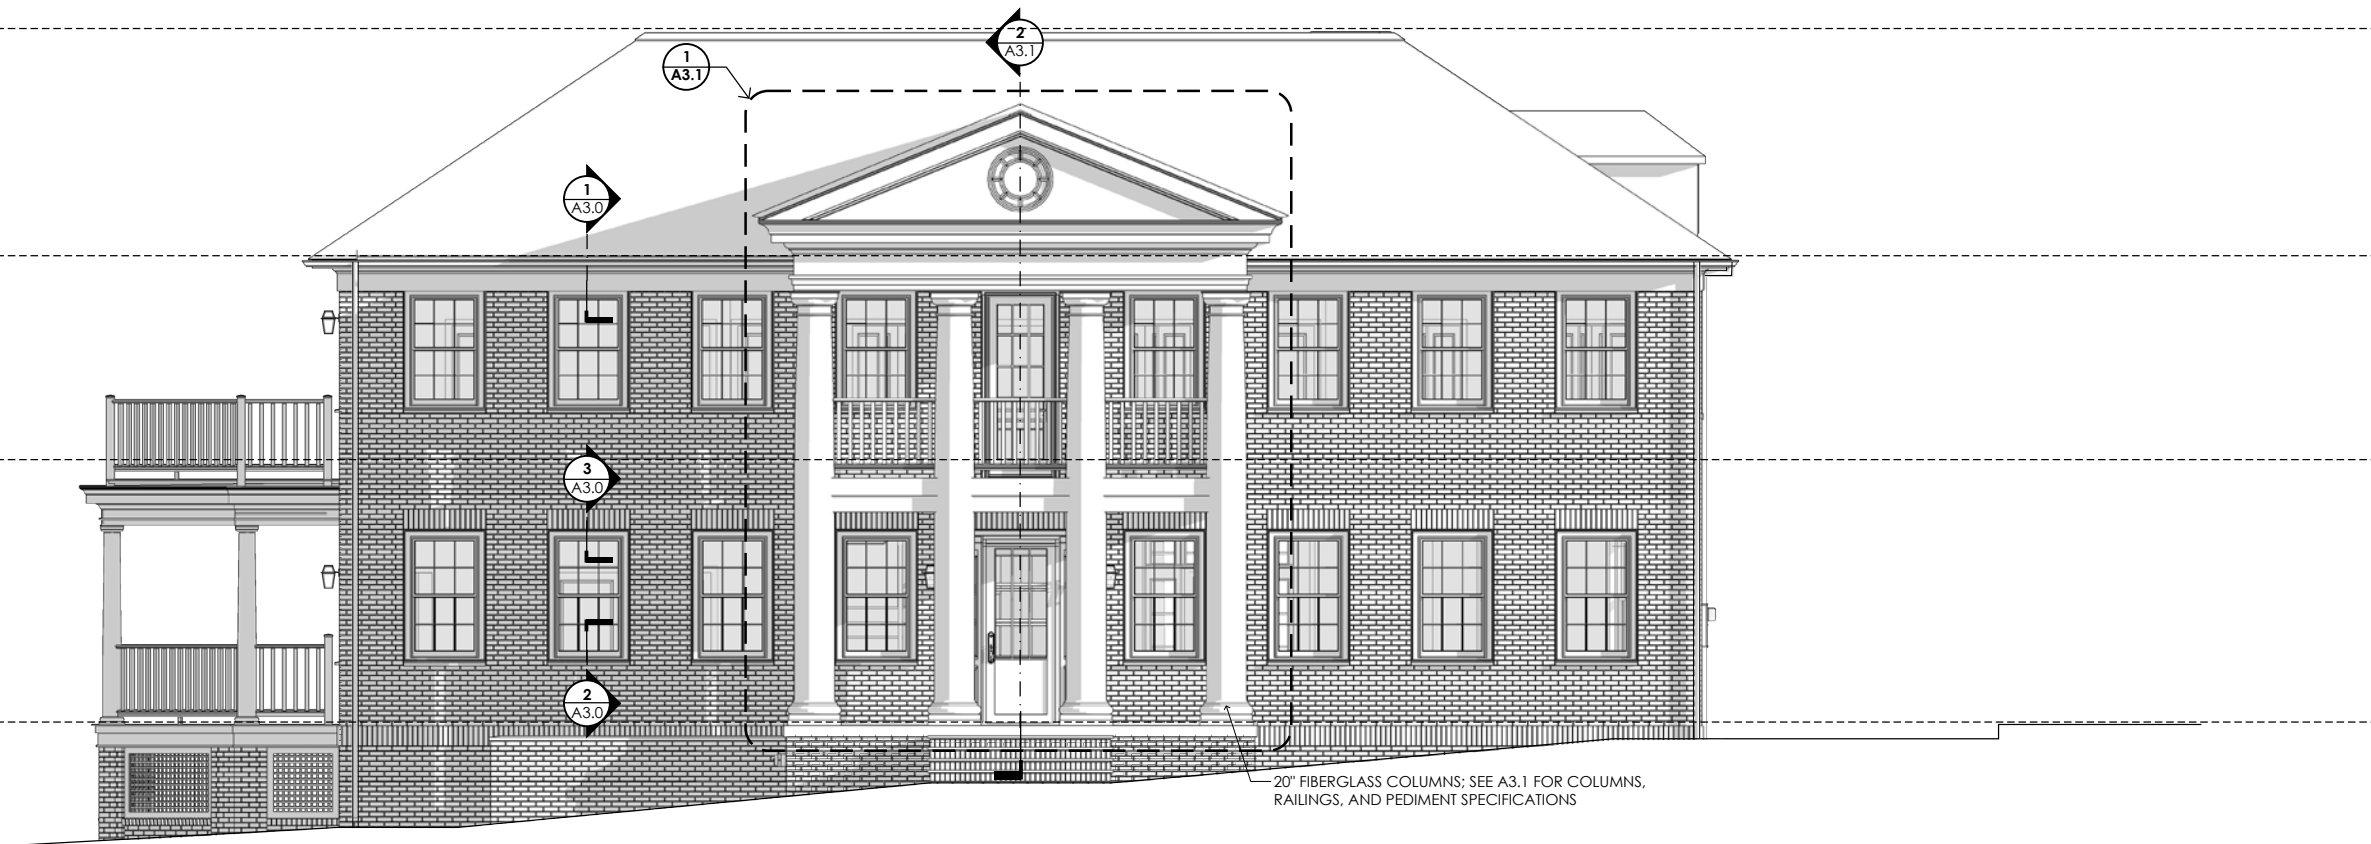 2
A3.1
1
A3.1
1
A3.0
3
A3.0
2
A3.0
20" FIBERGLASS COLUMNS; SEE A3.1 FOR COLUMNS,
RAILINGS, AND PEDIMENT SPECIFICATIONS